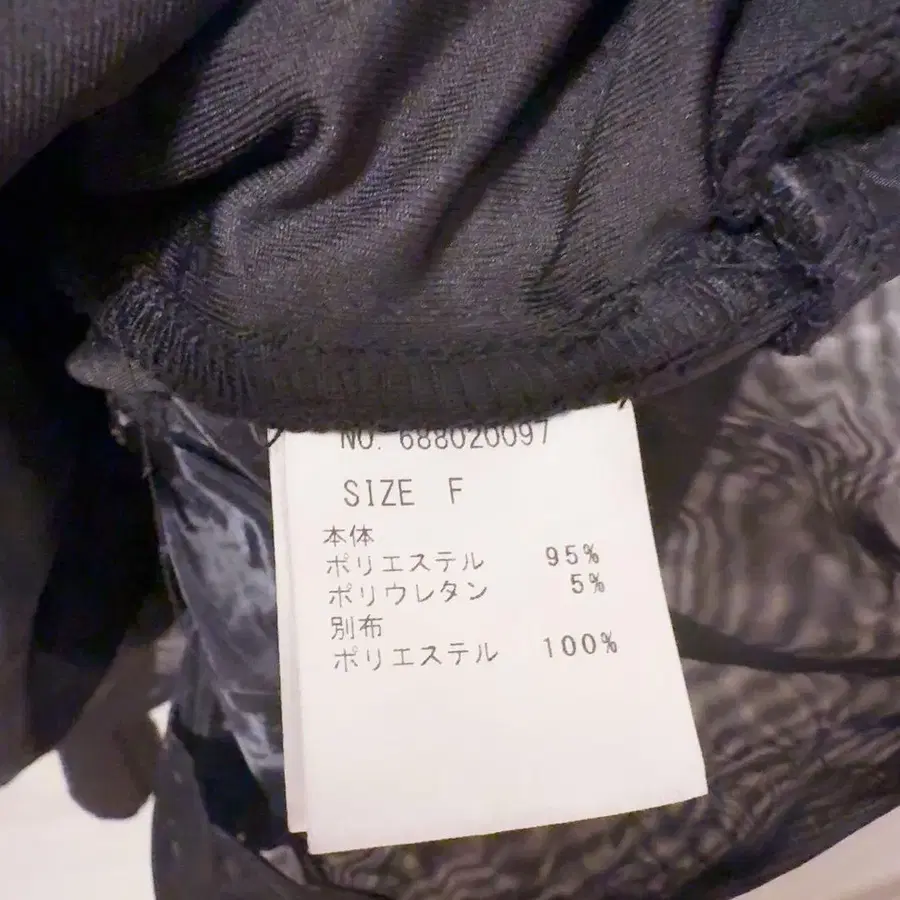 NO. 688020097
SIZE F
本体
ポリエステル 95%
ポリウレタン 5%
別布
ポリエステル 100%